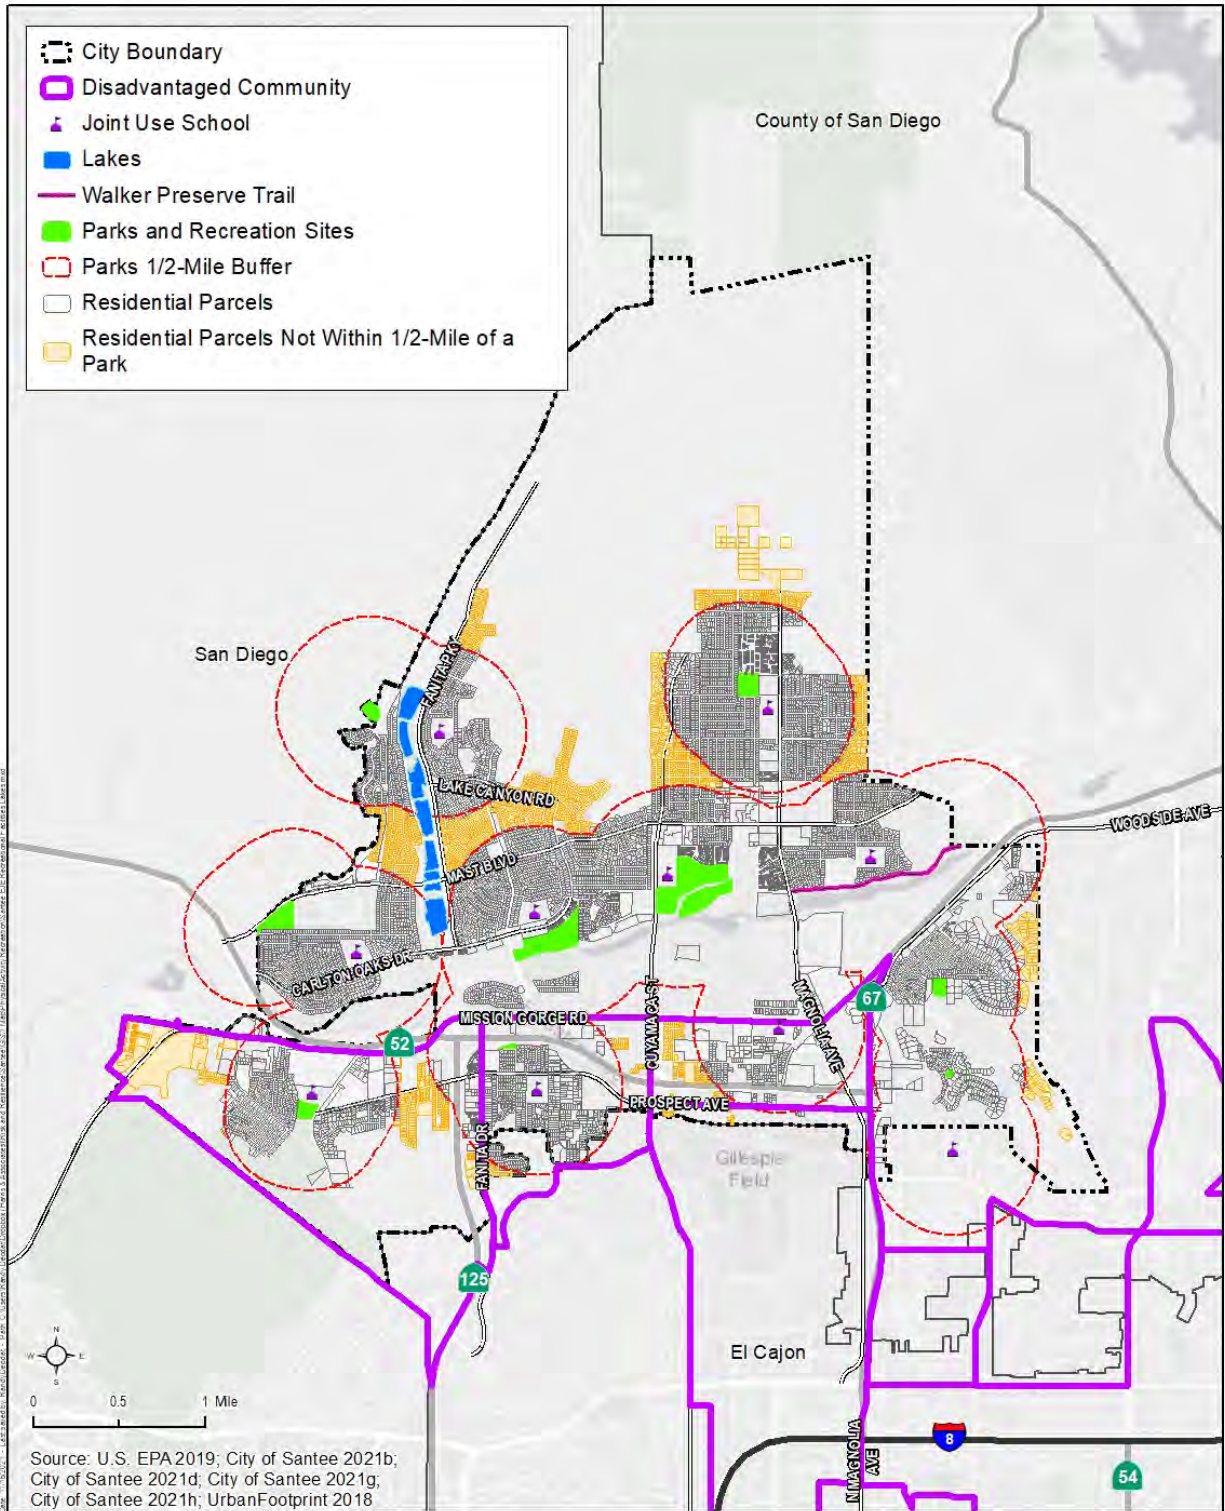 City Boundary
Disadvantaged Community
Joint Use School
Lakes
Walker Preserve Trail
Parks and Recreation Sites
Parks 1/2-Mile Buffer
Residential Parcels
Residential Parcels Not Within 1/2-Mile of a
Park
County of San Diego
San Diego
FANITA PKY
LAKE CANYON RD
MAST BLVD
WOODSIDE AVE
CARLTON OAKS DR
MISSION GORGE RD
CUYAMACA ST
MAGNOLIA AVE
67
52
PROSPECT AVE
FANITA DR
Gillespie
Field
125
El Cajon
N MAGNOLIA
AVE
8
54
N
W
E
S
0 0.5 1 Mile
Source: U.S. EPA 2019; City of Santee 2021b;
City of Santee 2021d; City of Santee 2021g;
City of Santee 2021h; UrbanFootprint 2018